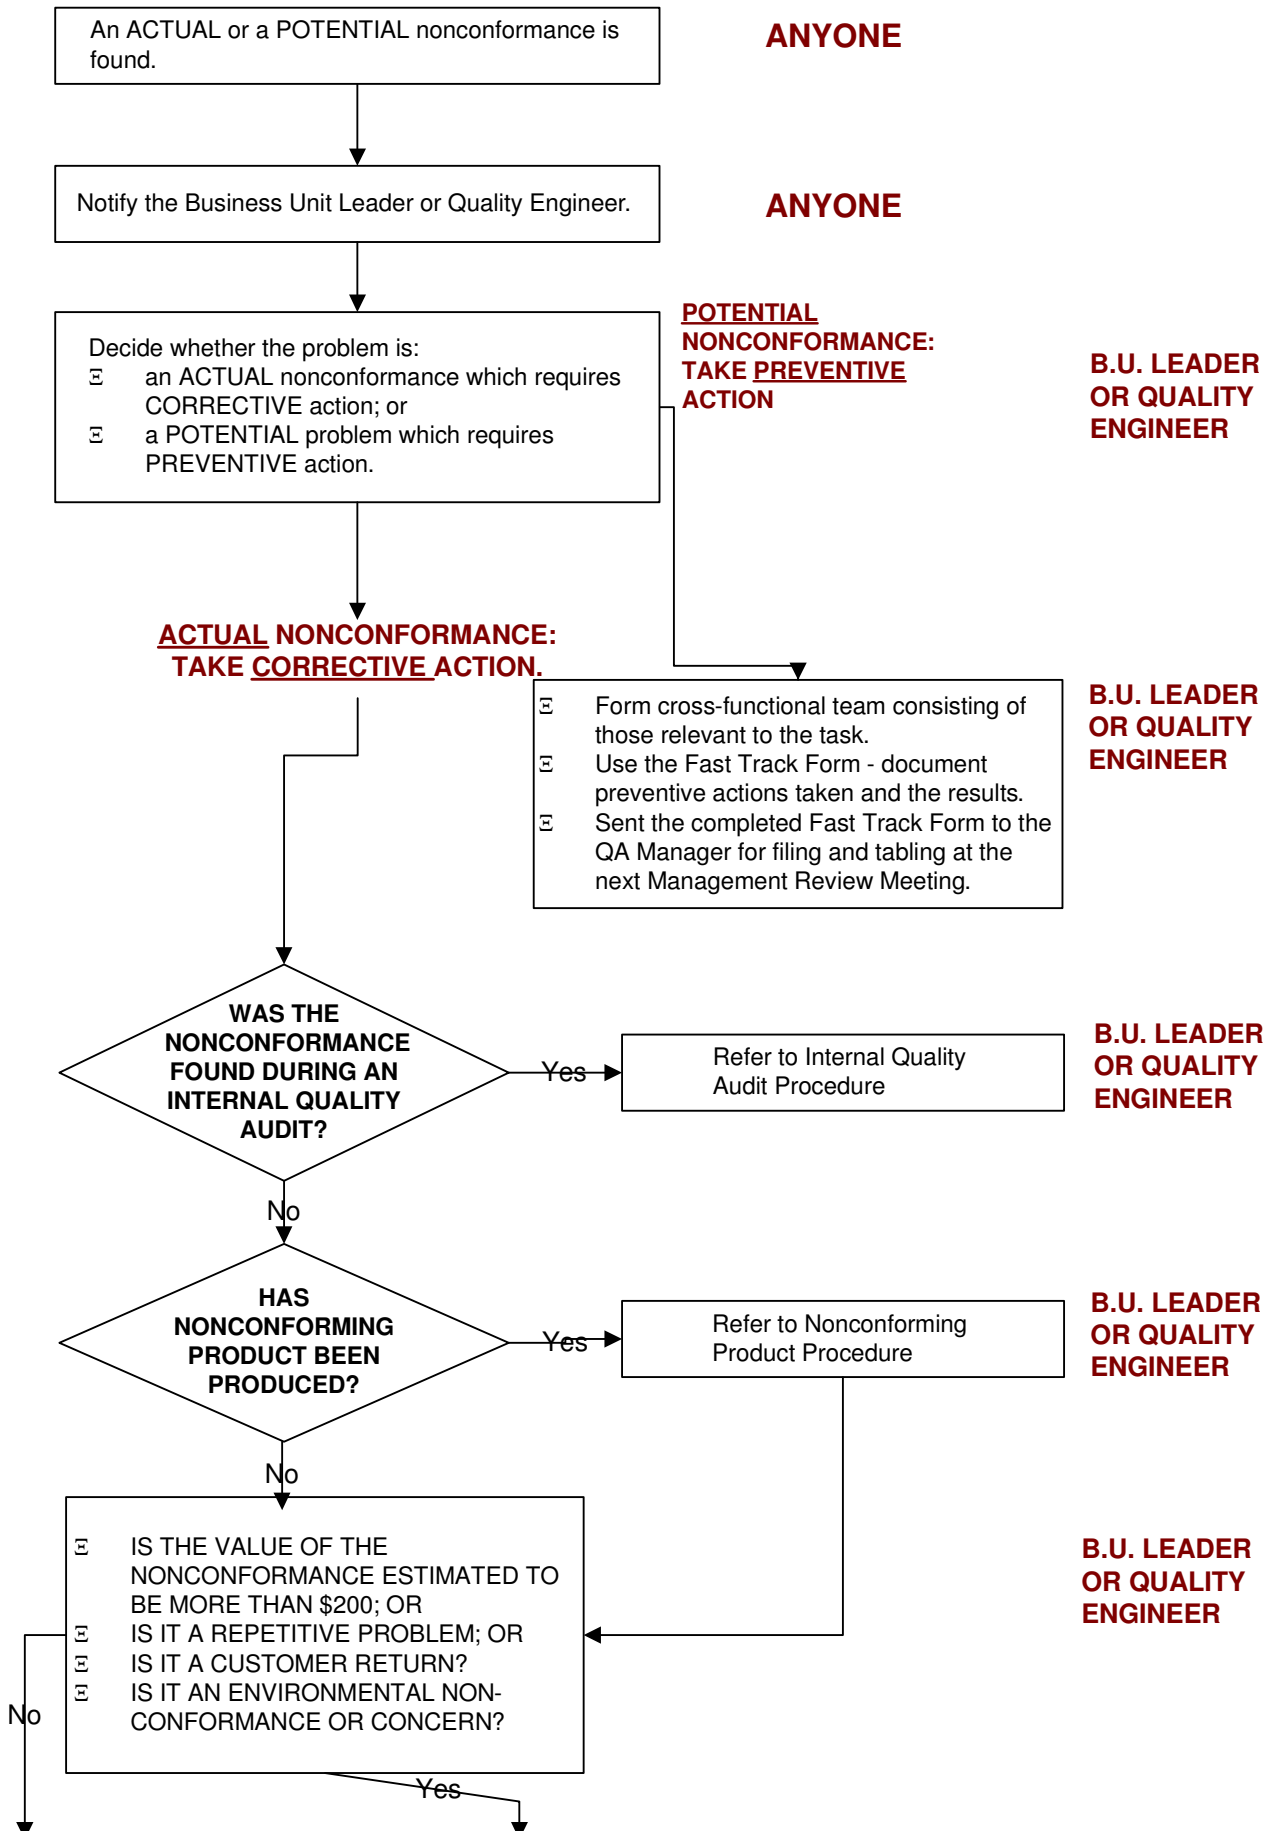 An ACTUAL or a POTENTIAL nonconformance is
found.
ANYONE
Notify the Business Unit Leader or Quality Engineer.
ANYONE
Decide whether the problem is:
Ξ an ACTUAL nonconformance which requires
CORRECTIVE action; or
Ξ a POTENTIAL problem which requires
PREVENTIVE action.
POTENTIAL
NONCONFORMANCE:
TAKE PREVENTIVE
ACTION
B.U. LEADER
OR QUALITY
ENGINEER
ACTUAL NONCONFORMANCE:
TAKE CORRECTIVE ACTION.
Ξ Form cross-functional team consisting of
those relevant to the task.
Ξ Use the Fast Track Form - document
preventive actions taken and the results.
Ξ Sent the completed Fast Track Form to the
QA Manager for filing and tabling at the
next Management Review Meeting.
B.U. LEADER
OR QUALITY
ENGINEER
WAS THE
NONCONFORMANCE
FOUND DURING AN
INTERNAL QUALITY
AUDIT?
Yes
Refer to Internal Quality
Audit Procedure
B.U. LEADER
OR QUALITY
ENGINEER
No
HAS
NONCONFORMING
PRODUCT BEEN
PRODUCED?
Yes
Refer to Nonconforming
Product Procedure
B.U. LEADER
OR QUALITY
ENGINEER
No
Ξ IS THE VALUE OF THE
NONCONFORMANCE ESTIMATED TO
BE MORE THAN $200; OR
Ξ IS IT A REPETITIVE PROBLEM; OR
Ξ IS IT A CUSTOMER RETURN?
Ξ IS IT AN ENVIRONMENTAL NON-
CONFORMANCE OR CONCERN?
B.U. LEADER
OR QUALITY
ENGINEER
No
Yes